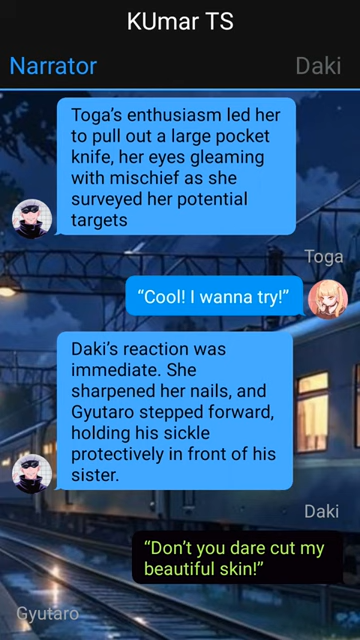 KUmar TS
Narrator
Daki
Toga’s enthusiasm led her
to pull out a large pocket
knife, her eyes gleaming
with mischief as she
surveyed her potential
targets
Toga
“Cool! I wanna try!”
Daki’s reaction was
immediate. She
sharpened her nails, and
Gyutaro stepped forward,
holding his sickle
protectively in front of his
sister.
Daki
“Don’t you dare cut my
beautiful skin!”
Gyutaro